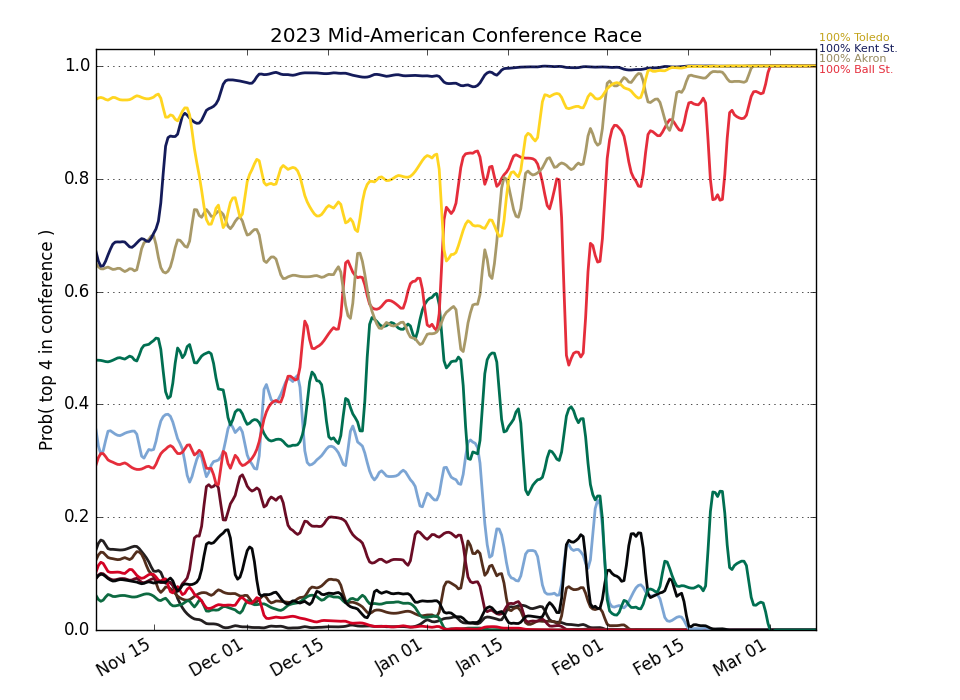 2023 Mid-American Conference Race
100% Toledo
100% Kent St.
100% Akron
100% Ball St.
Prob( top 4 in conference )
1.0
0.8
0.6
0.4
0.2
0.0
Nov 15
Dec 01
Dec 15
Jan 01
Jan 15
Feb 01
Feb 15
Mar 01